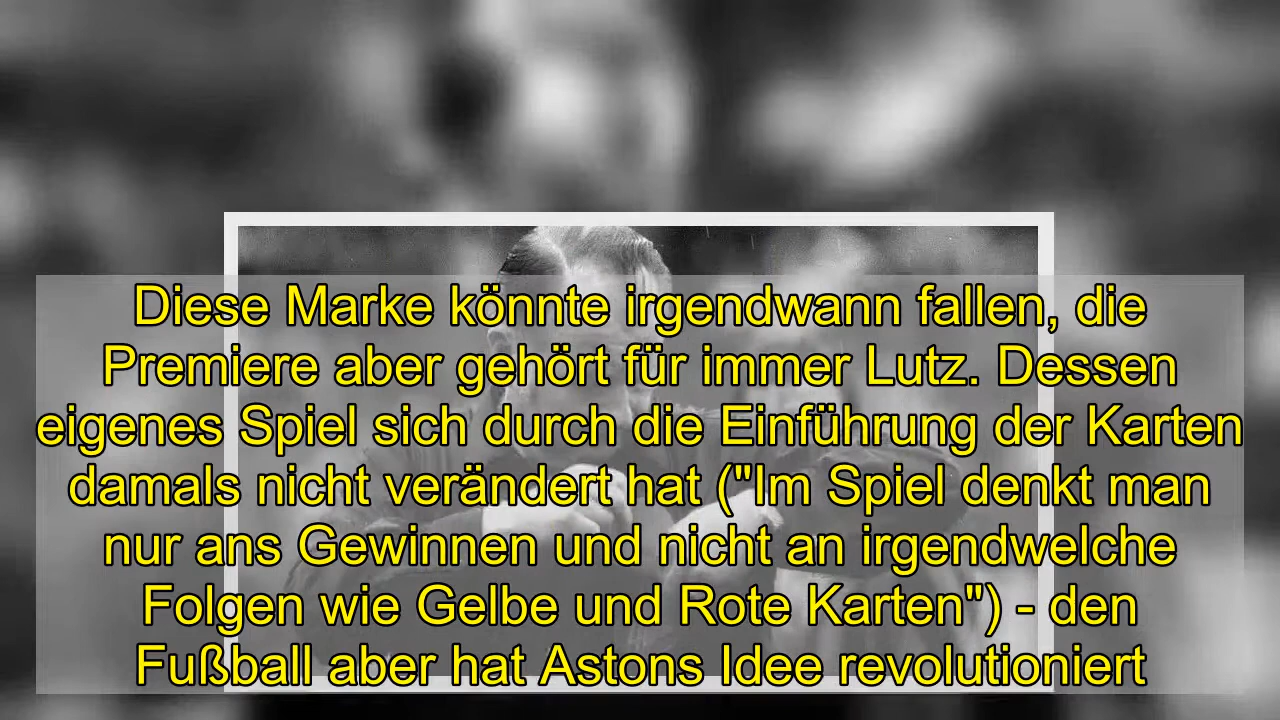 Diese Marke könnte irgendwann fallen, die
Premiere aber gehört für immer Lutz. Dessen
eigenes Spiel sich durch die Einführung der Karten
damals nicht verändert hat ("Im Spiel denkt man
nur ans Gewinnen und nicht an irgendwelche
Folgen wie Gelbe und Rote Karten") - den
Fußball aber hat Astons Idee revolutioniert